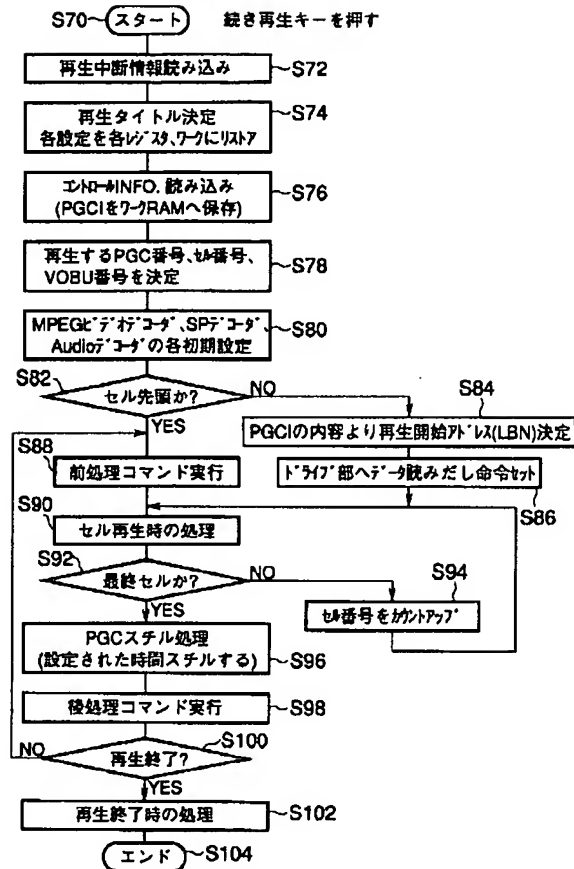 S70 スタート 続き再生キーを押す
再生中断情報読み込み S72
再生タイトル決定 S74
各設定を各レジスタ、ワークにリストア
コントロールINFO.読み込み S76
(PGCIをワークRAMへ保存)
再生するPGC番号、セル番号、 S78
VOBU番号を決定
MPEGビデオデコーダ、SPデコーダ、 S80
Audioデコーダの各初期設定
S82 セル先頭か? NO
YES
S84
PGCIの内容より再生開始アドレス(LBN)決定
S88
前処理コマンド実行
ドライブ部へデータ読みだし命令セット
S86
S90
セル再生時の処理
S92
最終セルか? NO
YES
S94
セル番号をカウントアップ
PGCスチル処理
(設定された時間スチルする) S96
後処理コマンド実行 S98
S100
NO 再生終了?
YES
再生終了時の処理 S102
エンド S104